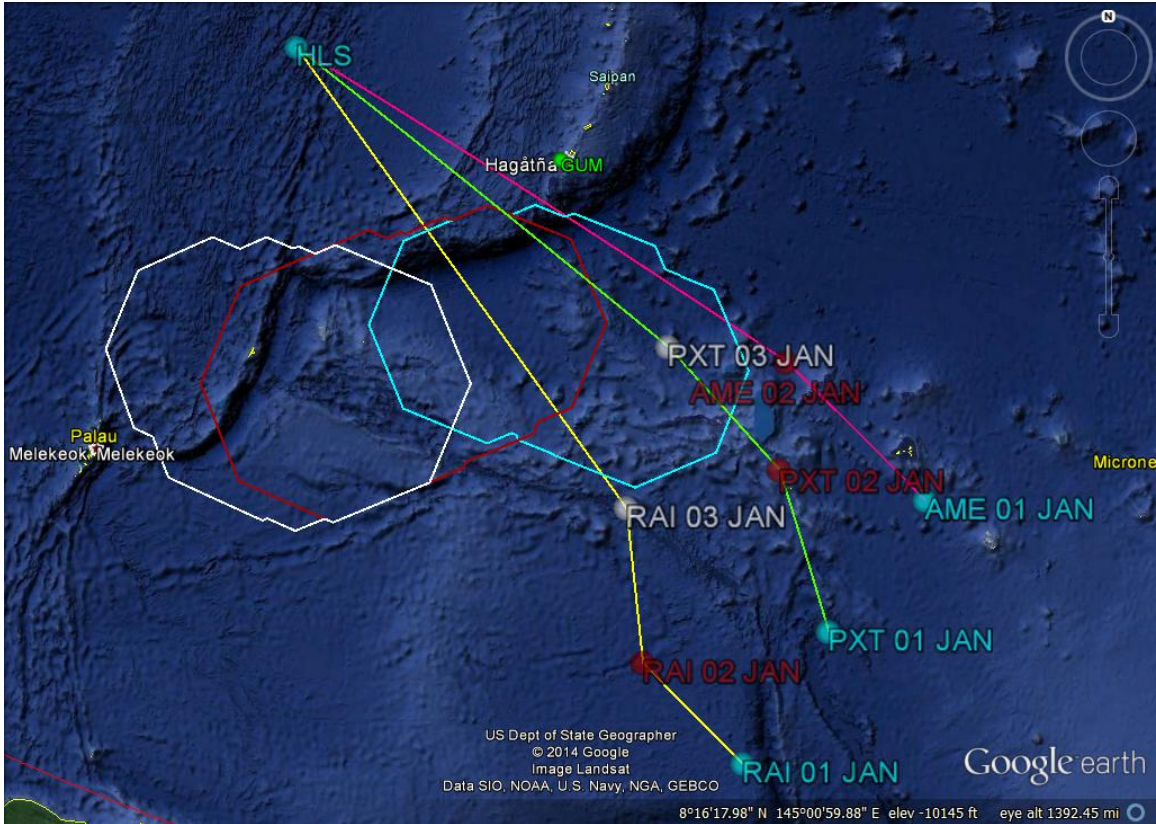 N
HLS
Saipan
Hagåtña GUM
PXT 03 JAN
AME 02 JAN
Palau
Melekeok Melekeok
Microne
PXT 02 JAN
AME 01 JAN
RAI 03 JAN
PXT 01 JAN
RAI 02 JAN
RAI 01 JAN
US Dept of State Geographer
© 2014 Google
Image Landsat
Data SIO, NOAA, U.S. Navy, NGA, GEBCO
Google earth
8°16'17.98" N 145°00'59.88" E elev -10145 ft eye alt 1392.45 mi